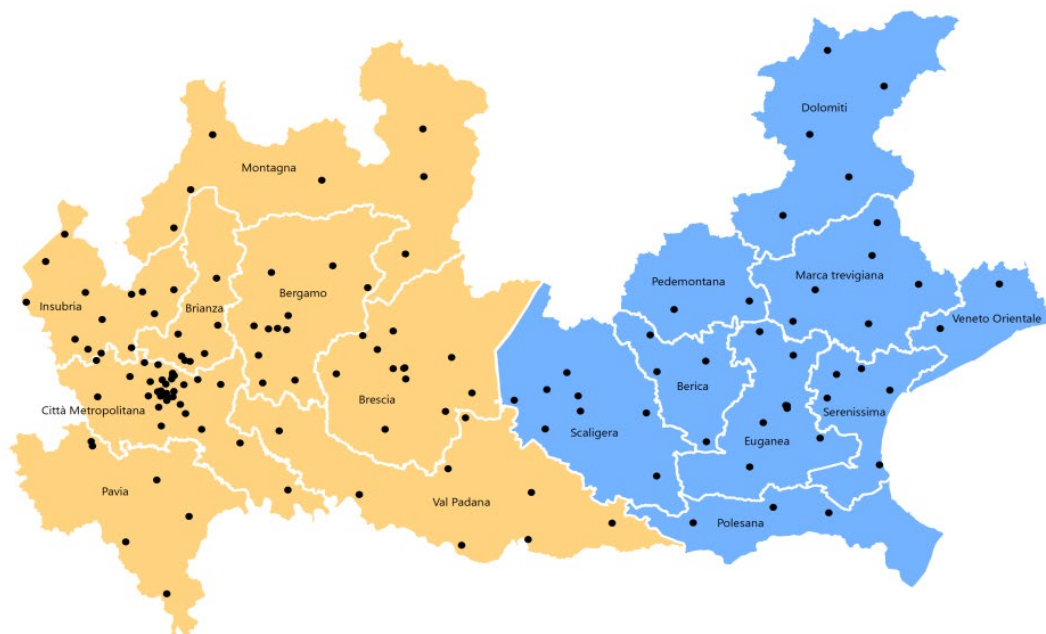 Dolomiti
Montagna
Pedemontana
Marca trevigiana
Bergamo
Insubria
Brianza
Veneto Orientale
Berica
Brescia
Città Metropolitana
Serenissima
Scaligera
Euganea
Pavia
Val Padana
Polesana